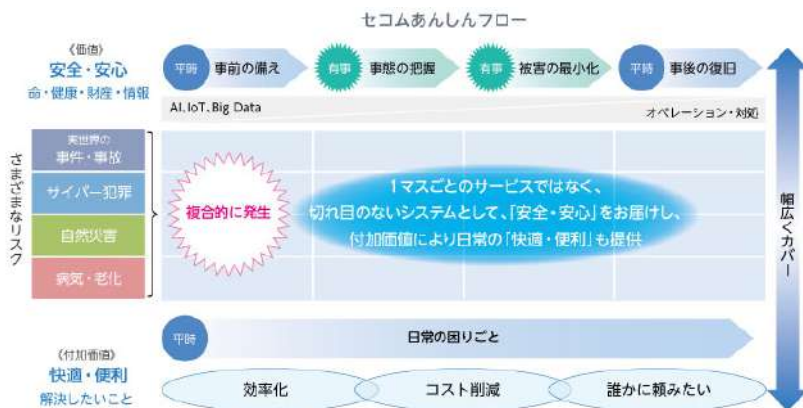 セコムあんしんフロー
《価値》
安全・安心
命・健康・財産・情報
平時 事前の備え
有事 事態の把握
有事 被害の最小化
平時 事後の復旧
AI、IoT、Big Data
オペレーション・対処
さまざまなリスク
実世界の
事件・事故
サイバー犯罪
自然災害
病気・老化
複合的に発生
1マスごとのサービスではなく、
切れ目のないシステムとして、「安全・安心」をお届けし、
付加価値により日常の「快適・便利」も提供
幅広くカバー
《付加価値》
快適・便利
解決したいこと
平時 日常の困りごと
効率化
コスト削減
誰かに頼みたい